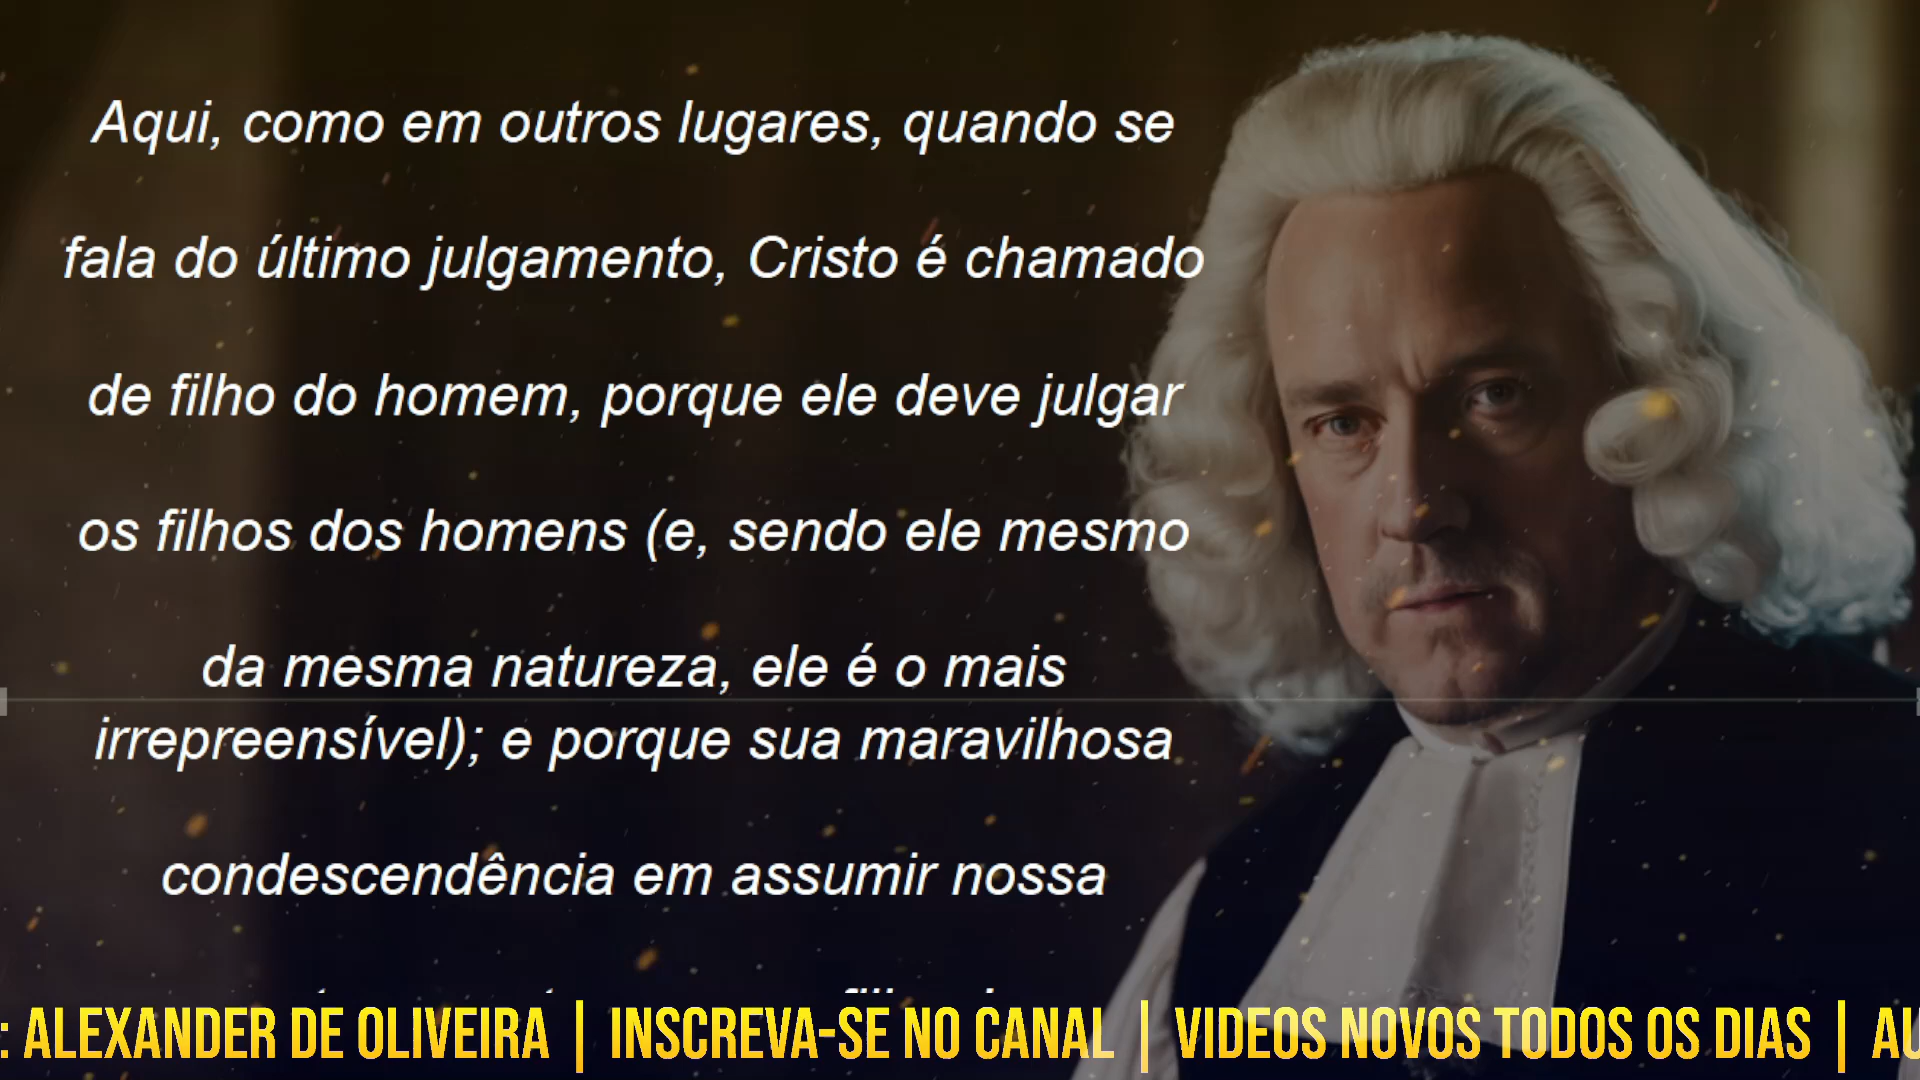 Aqui, como em outros lugares, quando se
fala do último julgamento, Cristo é chamado
de filho do homem, porque ele deve julgar
os filhos dos homens (e, sendo ele mesmo
da mesma natureza, ele é o mais
irrepreensível); e porque sua maravilhosa
condescendência em assumir nossa
: ALEXANDER DE OLIVEIRA | INSCREVA-SE NO CANAL | VIDEOS NOVOS TODOS OS DIAS |